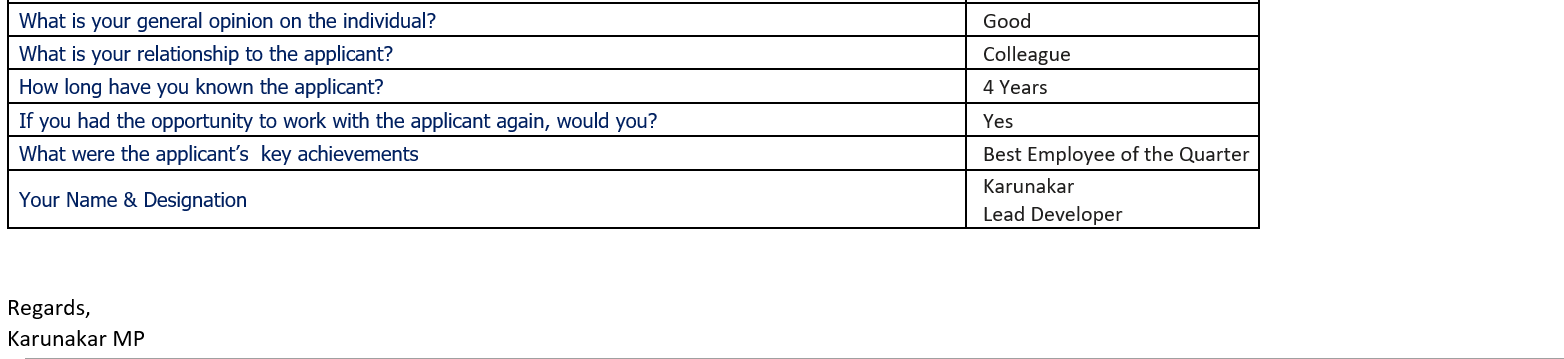 What is your general opinion on the individual? Good
What is your relationship to the applicant? Colleague
How long have you known the applicant? 4 Years
If you had the opportunity to work with the applicant again, would you? Yes
What were the applicant’s  key achievements Best Employee of the Quarter
Your Name & Designation Karunakar
Lead Developer
Regards,
Karunakar MP